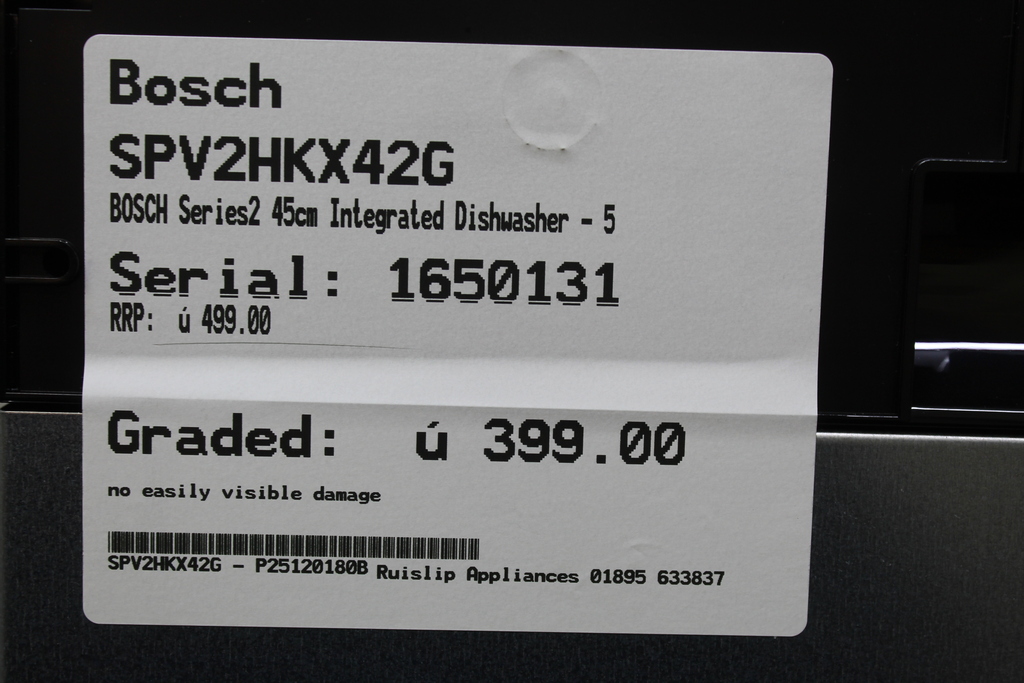 Bosch
SPV2HKX42G
BOSCH Series2 45cm Integrated Dishwasher - 5
Serial: 1650131
RRP: ú 499.00
Graded: ú 399.00
no easily visible damage
SPV2HKX42G - P25120180B Ruislip Appliances 01895 633837